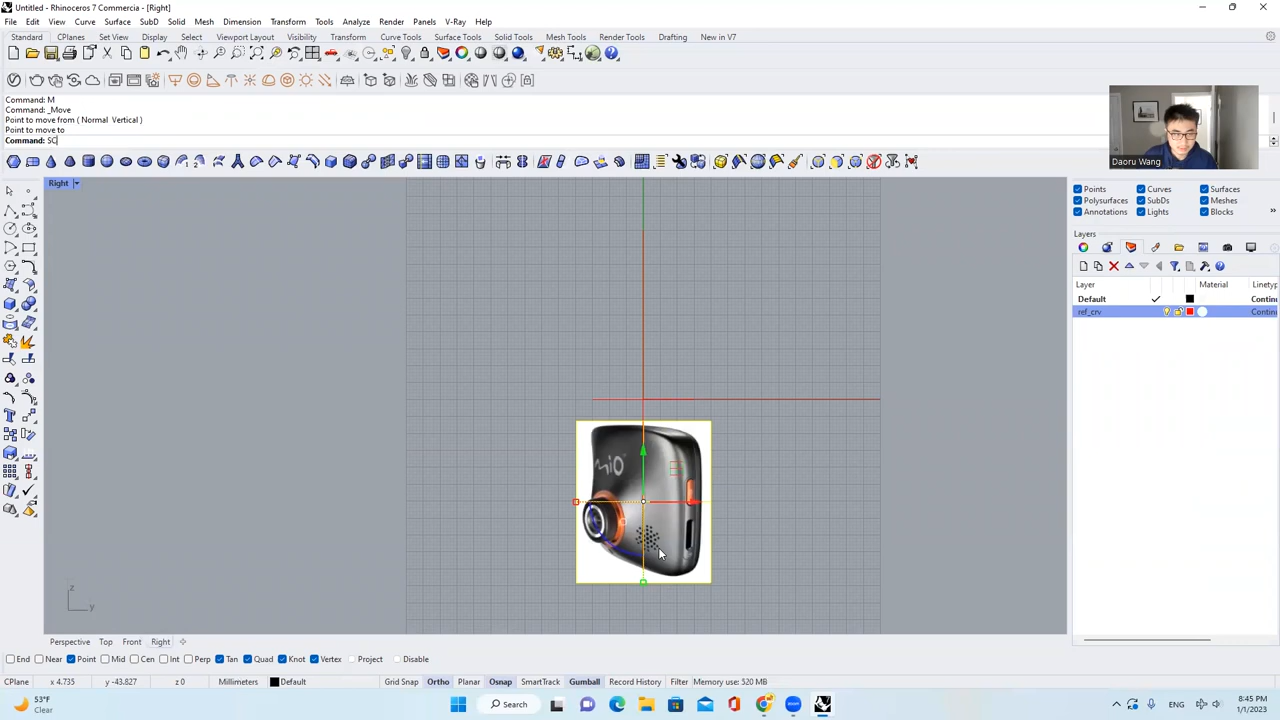 Untitled - Rhinoceros 7 Commercia - [Right]
File Edit View Curve Surface SubD Solid Mesh Dimension Transform Tools Analyze Render Panels V-Ray Help
Standard CPlanes Set View Display Select Viewport Layout Visibility Transform Curve Tools Surface Tools Solid Tools Mesh Tools Render Tools Drafting New in V7
Command: M
Command: _Move
Point to move from ( Normal Vertical )
Point to move to
Command: SC
Daoru Wang
Right
Points Curves Surfaces
Polysurfaces SubDs Meshes
Annotations Lights Blocks
Layers
Layer Material Linetyp
Default Contin
ref_crv Contin
mio
z
y
Perspective Top Front Right
End Near Point Mid Cen Int Perp Tan Quad Knot Vertex Project Disable
CPlane x 4.735 y -43.827 z 0 Millimeters Default Grid Snap Ortho Planar Osnap SmartTrack Gumball Record History Filter Memory use: 520 MB
53°F
Clear
Search
8:45 PM
1/1/2023